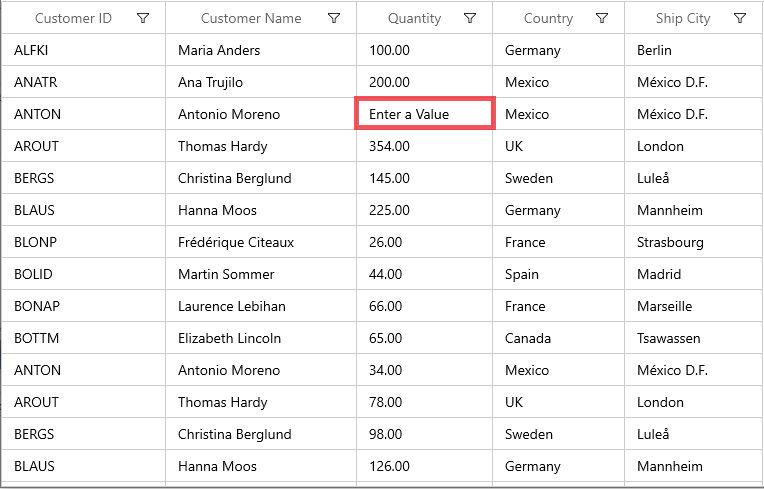 Customer ID Customer Name Quantity Country Ship City
ALFKI Maria Anders 100.00 Germany Berlin
ANATR Ana Trujilo 200.00 Mexico México D.F.
ANTON Antonio Moreno Enter a Value Mexico México D.F.
AROUT Thomas Hardy 354.00 UK London
BERGS Christina Berglund 145.00 Sweden Luleå
BLAUS Hanna Moos 225.00 Germany Mannheim
BLONP Frédérique Citeaux 26.00 France Strasbourg
BOLID Martin Sommer 44.00 Spain Madrid
BONAP Laurence Lebihan 66.00 France Marseille
BOTTM Elizabeth Lincoln 65.00 Canada Tsawassen
ANTON Antonio Moreno 34.00 Mexico México D.F.
AROUT Thomas Hardy 78.00 UK London
BERGS Christina Berglund 98.00 Sweden Luleå
BLAUS Hanna Moos 126.00 Germany Mannheim